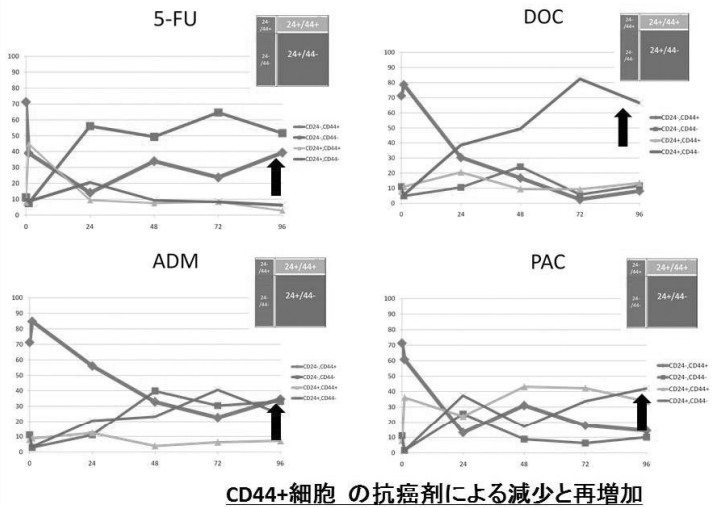 5-FU
24-/44+
24+/44+
24-/44-
24+/44-
100
90
80
70
60
50
40
30
20
10
0
0 24 48 72 96
CD24-,CD44+
CD24-,CD44-
CD24+,CD44+
CD24+,CD44-
DOC
24-/44+
24+/44+
24-/44-
24+/44-
100
90
80
70
60
50
40
30
20
10
0
0 24 48 72 96
CD24-,CD44+
CD24-,CD44-
CD24+,CD44+
CD24+,CD44-
ADM
24-/44+
24+/44+
24-/44-
24+/44-
100
90
80
70
60
50
40
30
20
10
0
0 24 48 72 96
CD24-,CD44+
CD24-,CD44-
CD24+,CD44+
CD24+,CD44-
PAC
24-/44+
24+/44+
24-/44-
24+/44-
100
90
80
70
60
50
40
30
20
10
0
0 24 48 72 96
CD24-,CD44+
CD24-,CD44-
CD24+,CD44+
CD24+,CD44-
CD44+細胞 の抗癌剤による減少と再増加